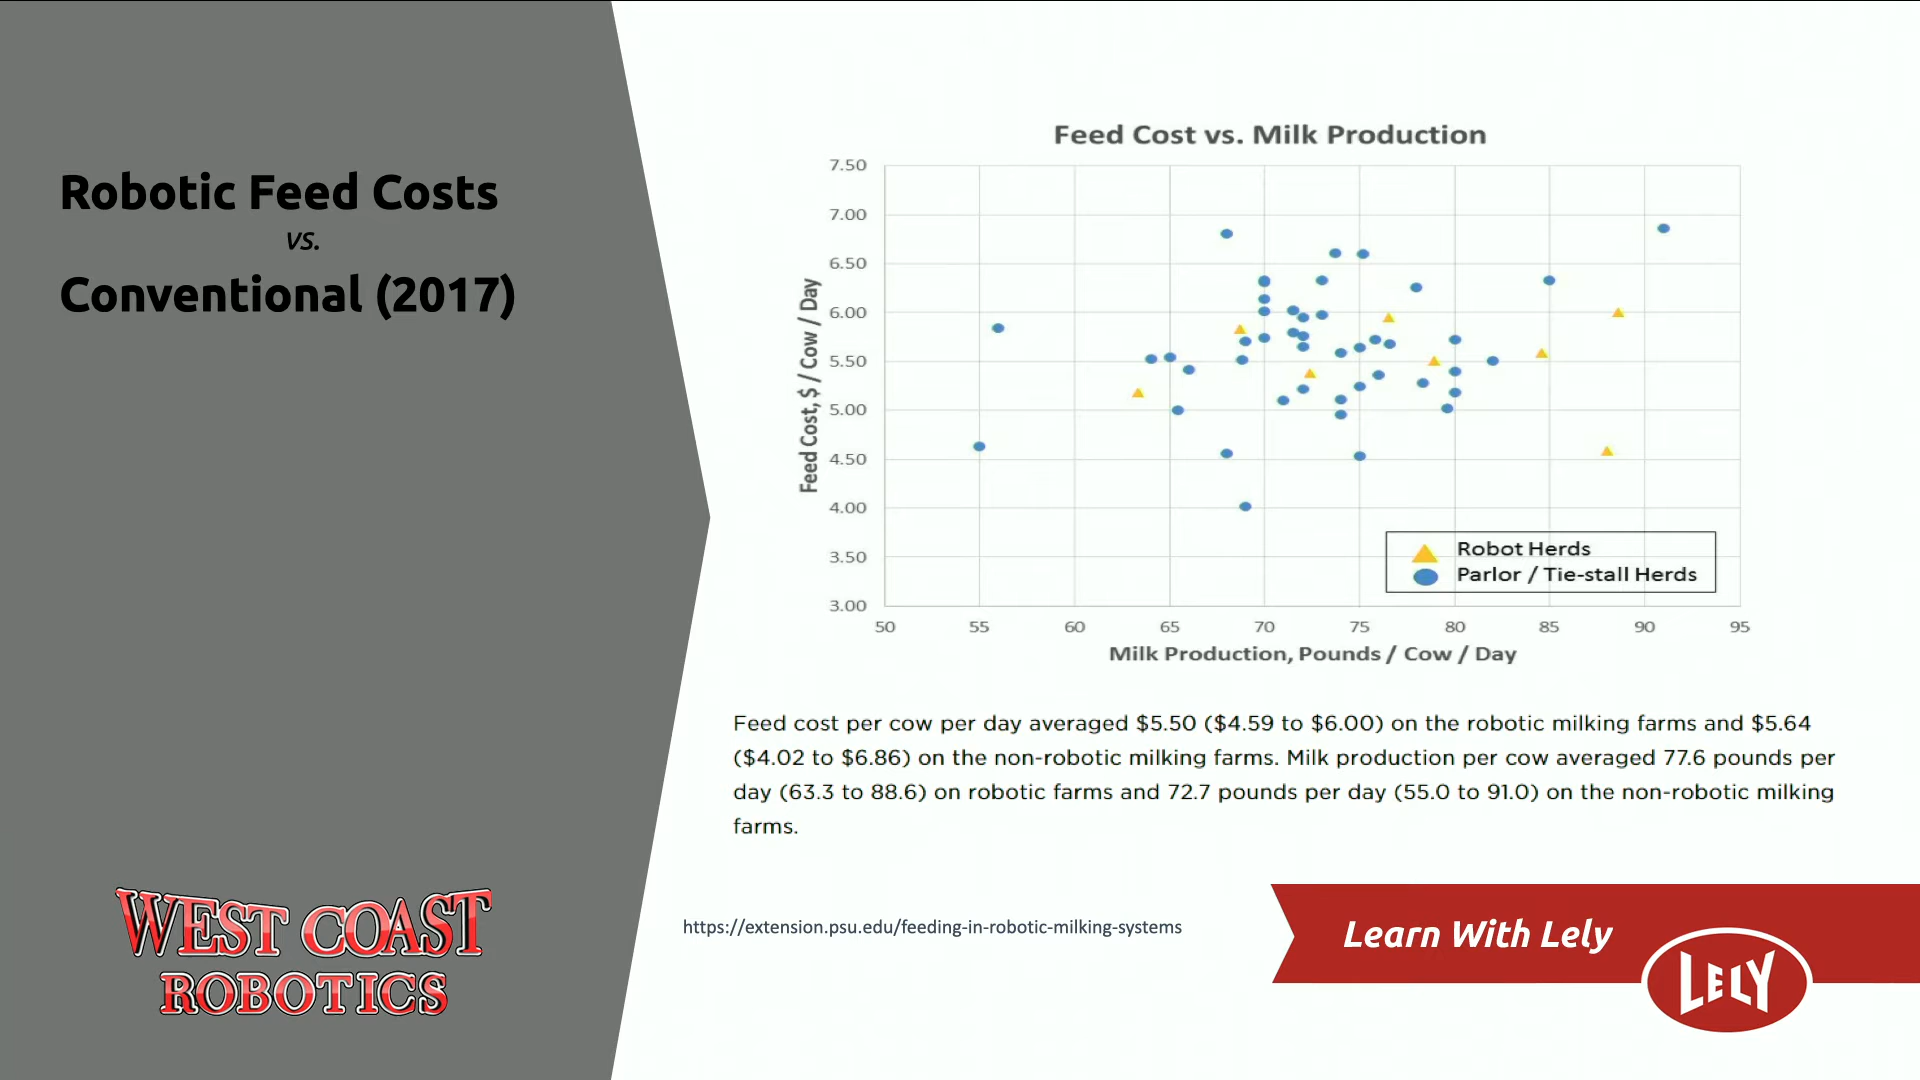 Robotic Feed Costs
vs.
Conventional (2017)
Feed Cost vs. Milk Production
Feed Cost, $ / Cow / Day
7.50
7.00
6.50
6.00
5.50
5.00
4.50
4.00
3.50
3.00
50 55 60 65 70 75 80 85 90 95
Milk Production, Pounds / Cow / Day
Robot Herds
Parlor / Tie-stall Herds
Feed cost per cow per day averaged $5.50 ($4.59 to $6.00) on the robotic milking farms and $5.64
($4.02 to $6.86) on the non-robotic milking farms. Milk production per cow averaged 77.6 pounds per
day (63.3 to 88.6) on robotic farms and 72.7 pounds per day (55.0 to 91.0) on the non-robotic milking
farms.
WEST COAST
ROBOTICS
https://extension.psu.edu/feeding-in-robotic-milking-systems
Learn With Lely
LELY